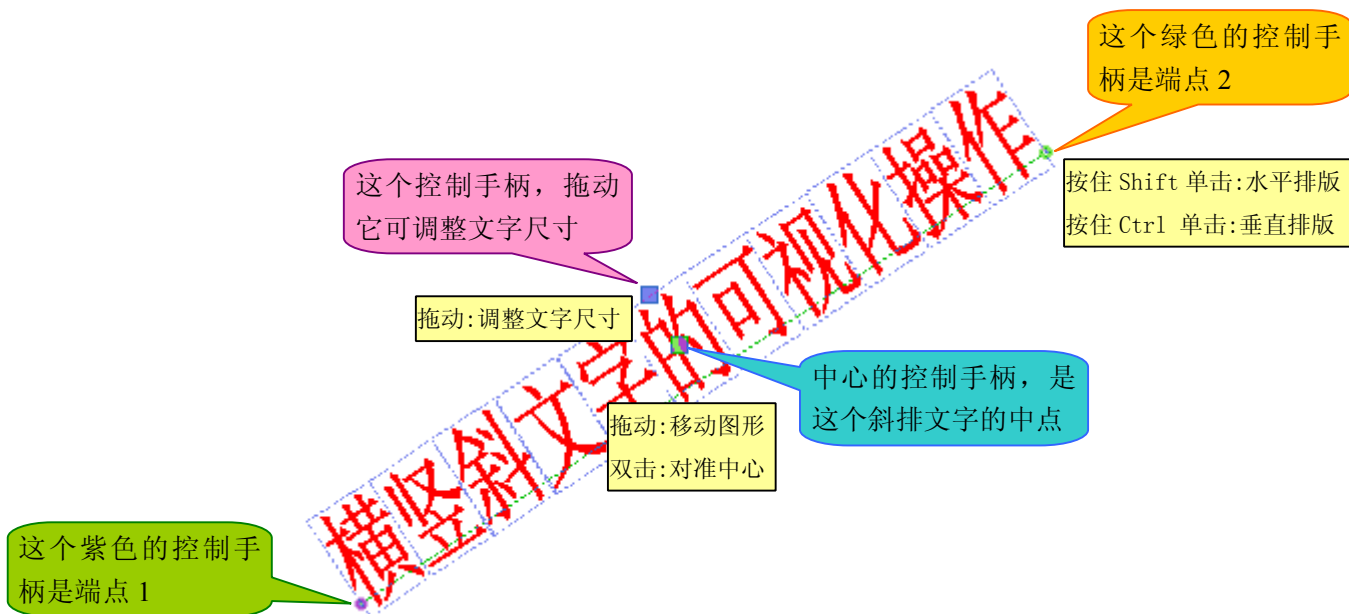 这个绿色的控制手
柄是端点 2
按住 Shift 单击:水平排版
按住 Ctrl 单击:垂直排版
这个控制手柄，拖动
它可调整文字尺寸
拖动:调整文字尺寸
横竖斜文字的可视化操作
中心的控制手柄，是
这个斜排文字的中点
拖动:移动图形
双击:对准中心
这个紫色的控制手
柄是端点 1